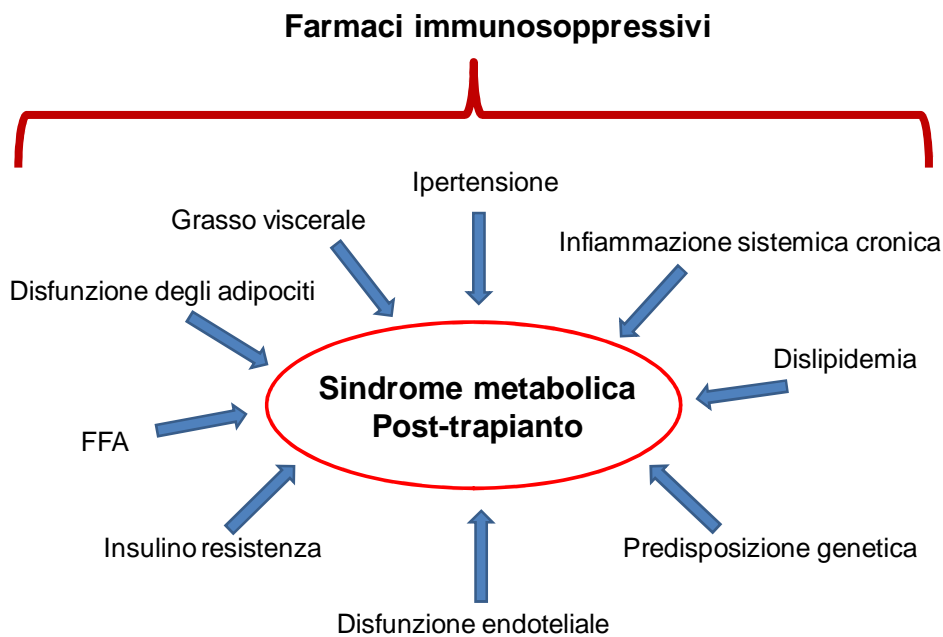 Farmaci immunosoppressivi
Ipertensione
Grasso viscerale
Infiammazione sistemica cronica
Disfunzione degli adipociti
Dislipidemia
Sindrome metabolica
Post-trapianto
FFA
Insulino resistenza
Predisposizione genetica
Disfunzione endoteliale